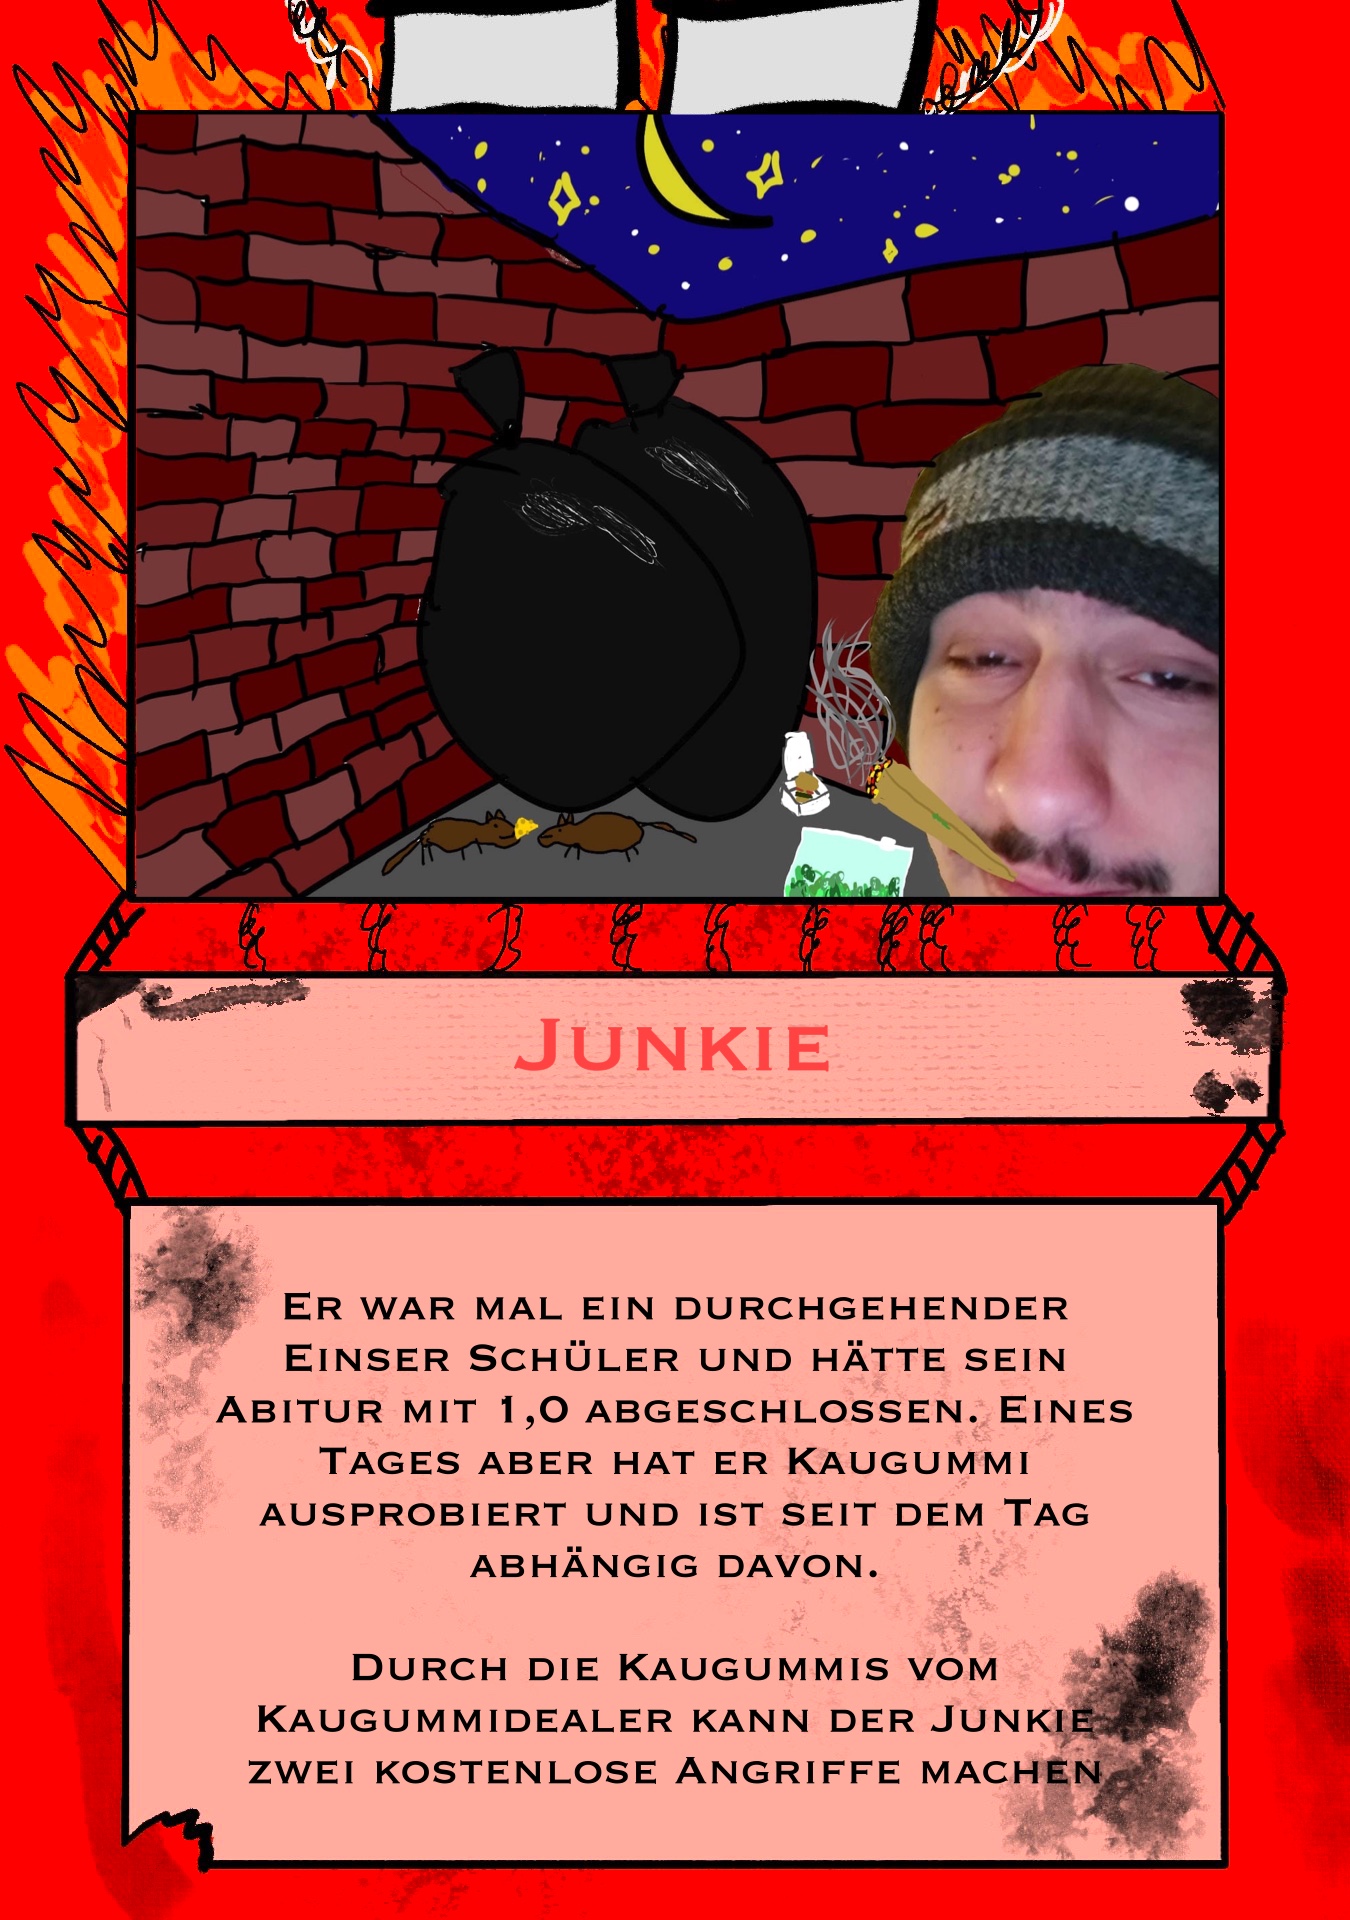 Junkie
Er war mal ein durchgehender
Einser Schüler und hätte sein
Abitur mit 1,0 abgeschlossen. Eines
Tages aber hat er Kaugummi
ausprobiert und ist seit dem Tag
abhängig davon.
Durch die Kaugummis vom
Kaugummidealer kann der Junkie
zwei kostenlose Angriffe machen